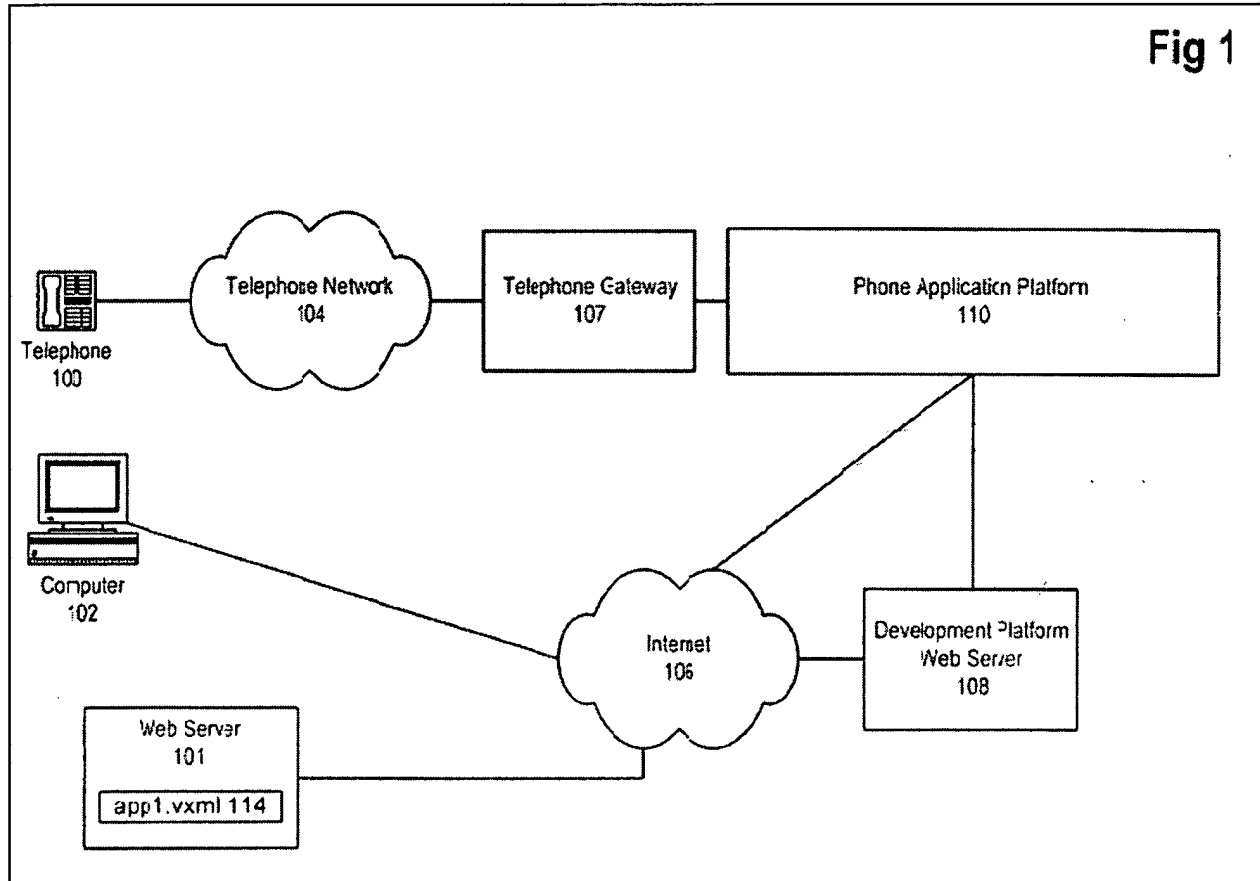 Fig 1
Telephone Network
104
Telephone Gateway
107
Phone Application Platform
110
Telephone
100
Computer
102
Internet
106
Development Platform
Web Server
108
Web Server
101
app1.vxml 114